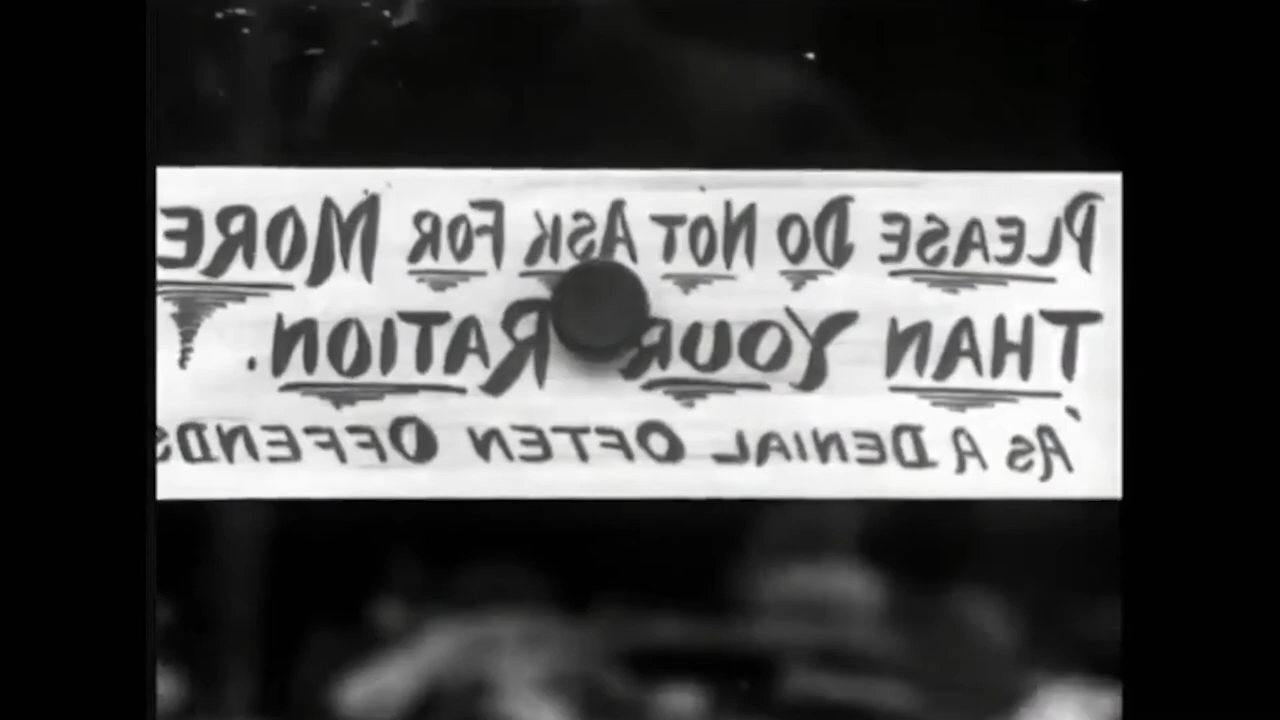 PLEASE DO NOT ASK FOR MORE
THAN YOUR RATION.
AS A DENIAL OFTEN OFFENDS